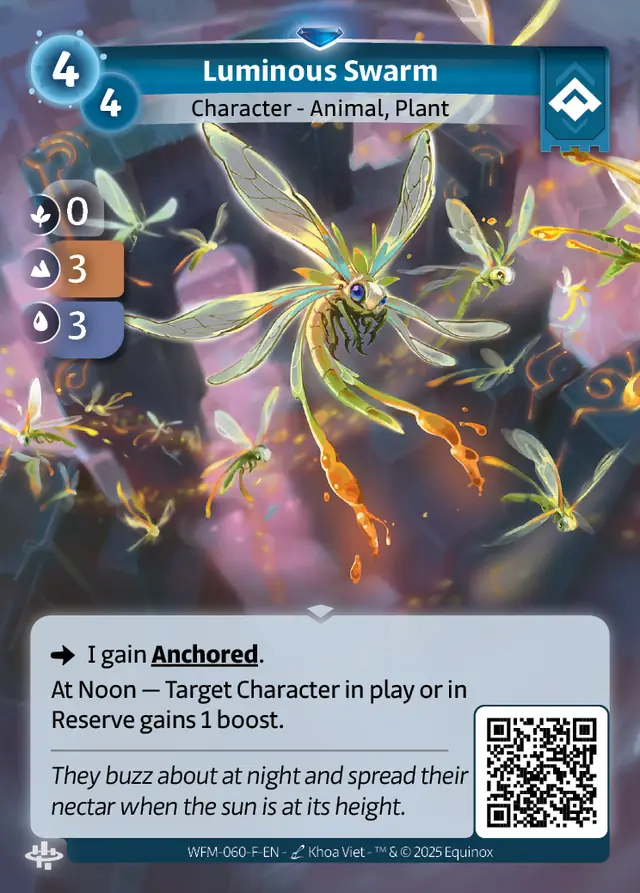 4
4
Luminous Swarm
Character - Animal, Plant
0
3
3
I gain Anchored.
At Noon — Target Character in play or in
Reserve gains 1 boost.
They buzz about at night and spread their
nectar when the sun is at its height.
WFM-060-F-EN - Khoa Viet - ™ & © 2025 Equinox